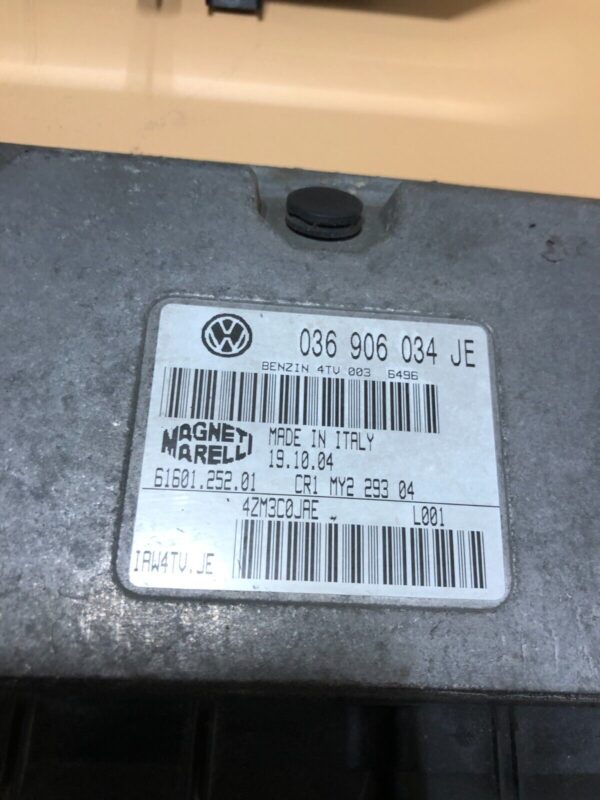 VW 036 906 034 JE
BENZIN 4TV 003 6496
MAGNETI MARELLI
MADE IN ITALY
19.10.04
61601.252.01 CR1 MY2 293 04
4ZM3C0JAE L001
IAW4TV.JE